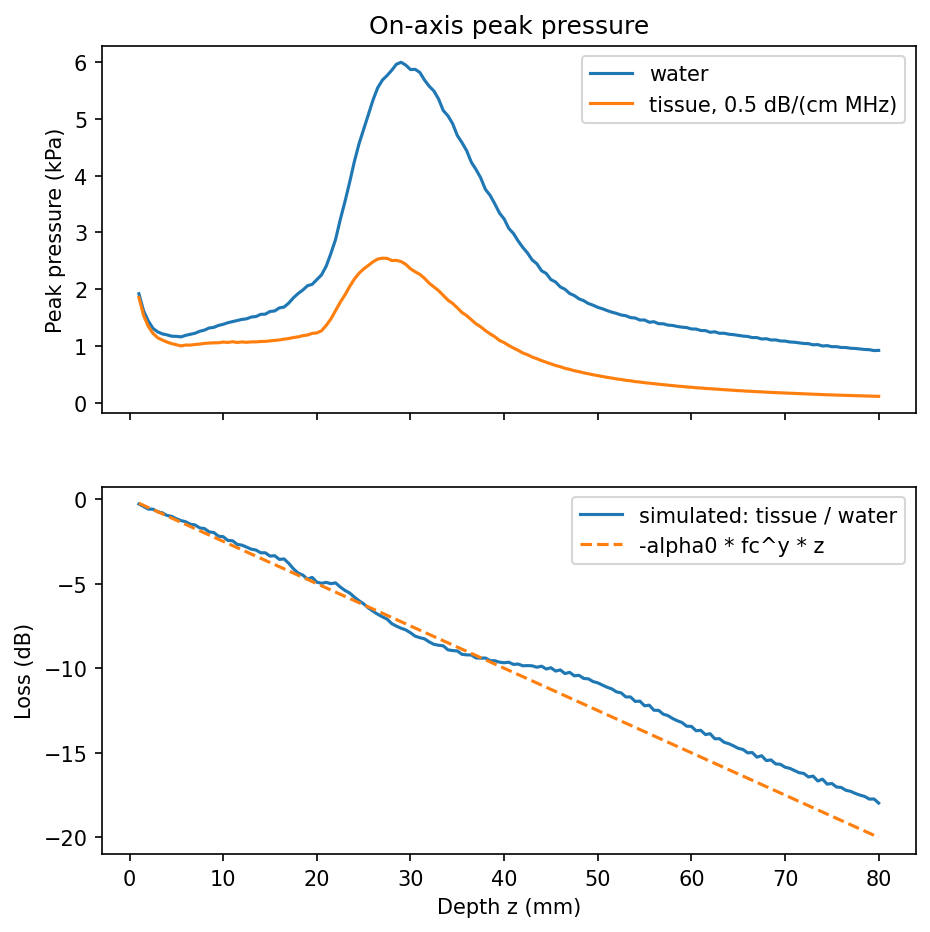 On-axis peak pressure
Peak pressure (kPa)
6
5
4
3
2
1
0
water
tissue, 0.5 dB/(cm MHz)
Loss (dB)
0
−5
−10
−15
−20
simulated: tissue / water
-alpha0 * fc^y * z
0 10 20 30 40 50 60 70 80
Depth z (mm)